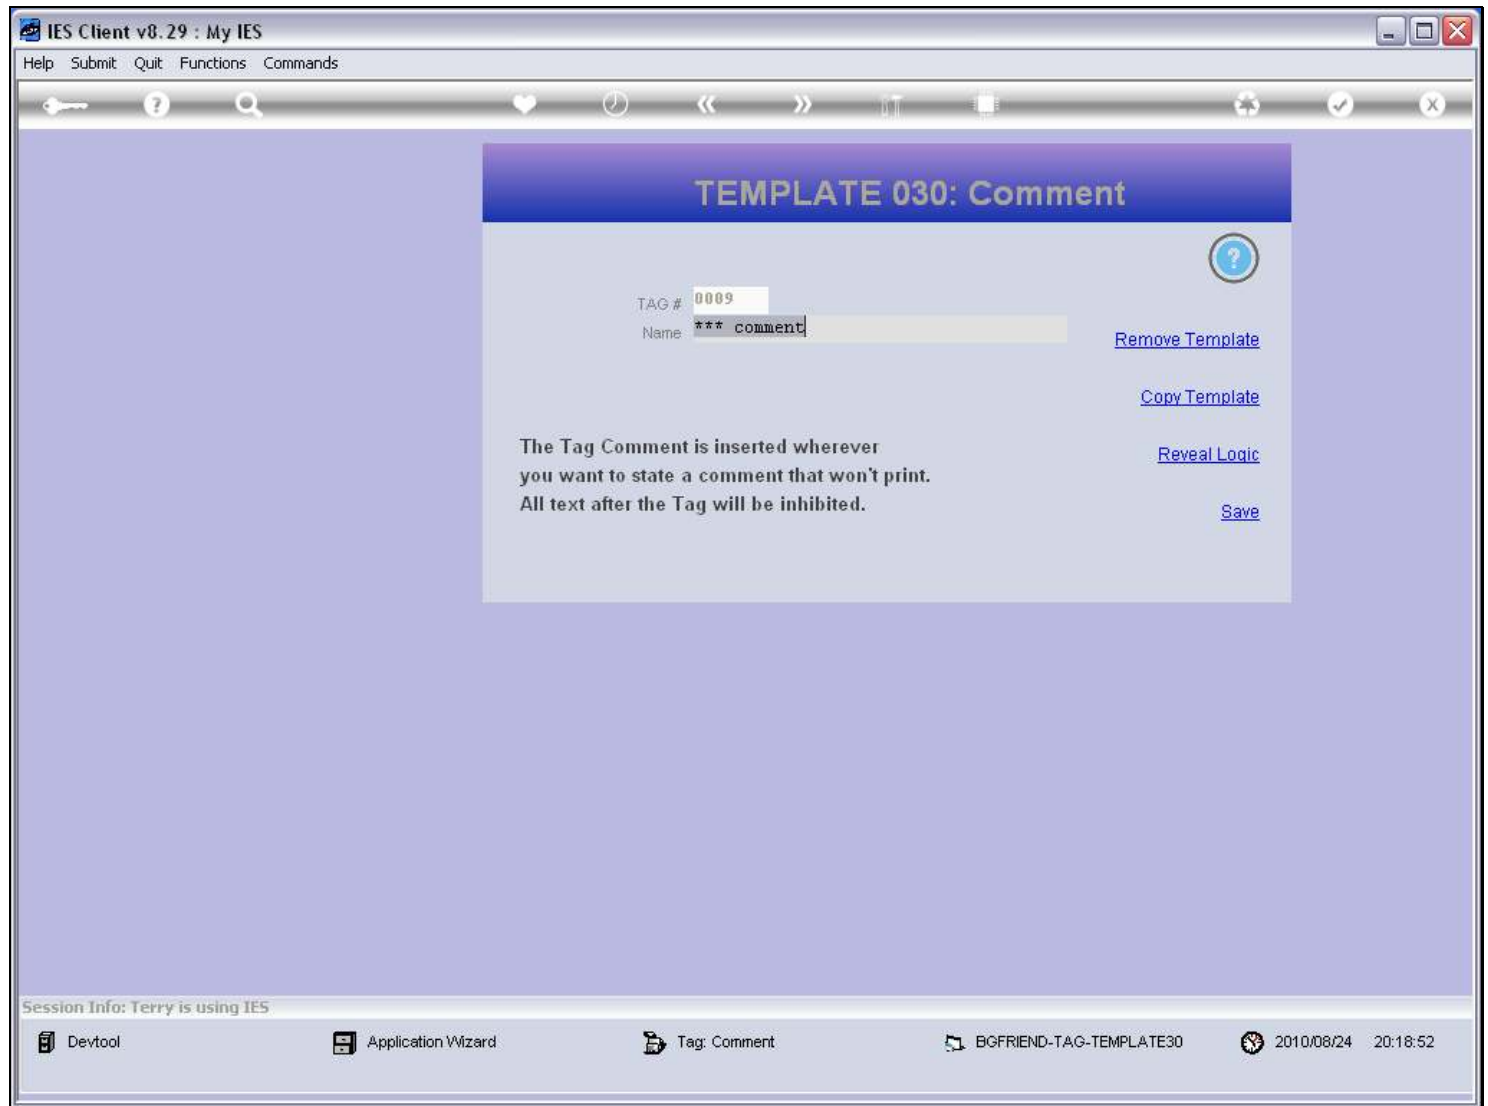 IES Client v8.29 : My IES
Help Submit Quit Functions Commands
TEMPLATE 030: Comment
TAG # 0009
Name *** comment
Remove Template
Copy Template
The Tag Comment is inserted wherever
you want to state a comment that won't print.
All text after the Tag will be inhibited.
Reveal Logic
Save
Session Info: Terry is using IES
Devtool Application Wizard Tag: Comment BGFRIEND-TAG-TEMPLATE30 2010/08/24 20:18:52